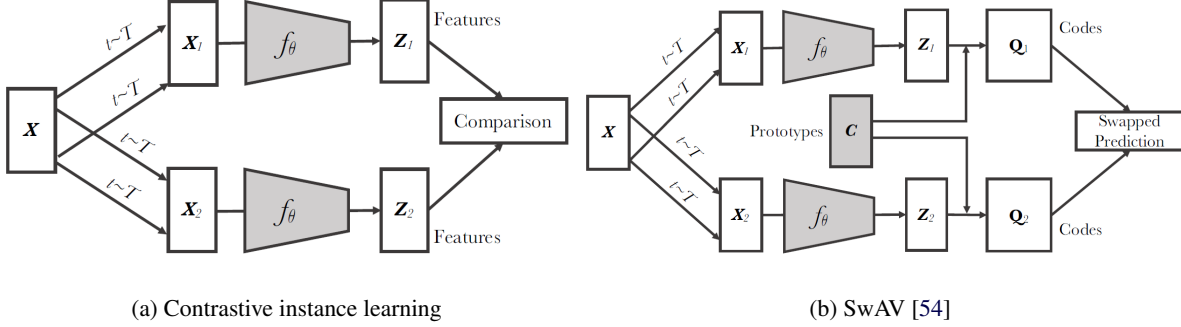 X
t~T
t~T
t~T
t~T
X1
fθ
Z1
Features
X2
fθ
Z2
Features
Comparison
(a) Contrastive instance learning
X
t~T
t~T
t~T
t~T
X1
fθ
Z1
Q1
Codes
Prototypes
C
X2
fθ
Z2
Q2
Codes
Swapped
Prediction
(b) SwAV [54]